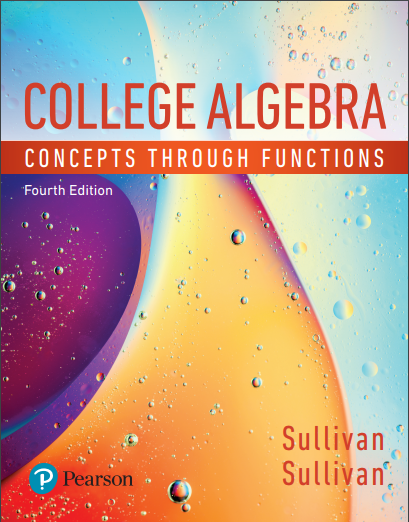 COLLEGE ALGEBRA
CONCEPTS THROUGH FUNCTIONS
Fourth Edition
Sullivan
Sullivan
P Pearson